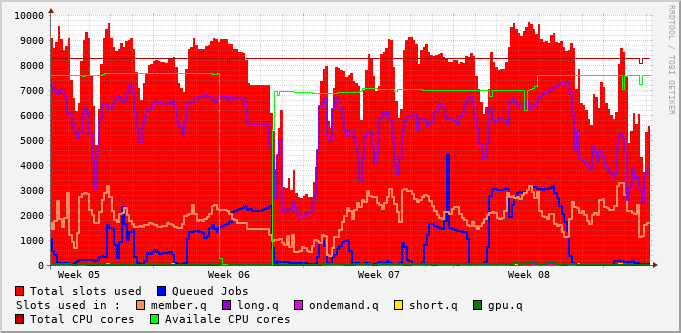 10000
9000
8000
7000
6000
5000
4000
3000
2000
1000
0
Week 05 Week 06 Week 07 Week 08
RRDTOOL / TOBI OETIKER
Total slots used Queued Jobs
Slots used in : member.q long.q ondemand.q short.q gpu.q
Total CPU cores Availale CPU cores